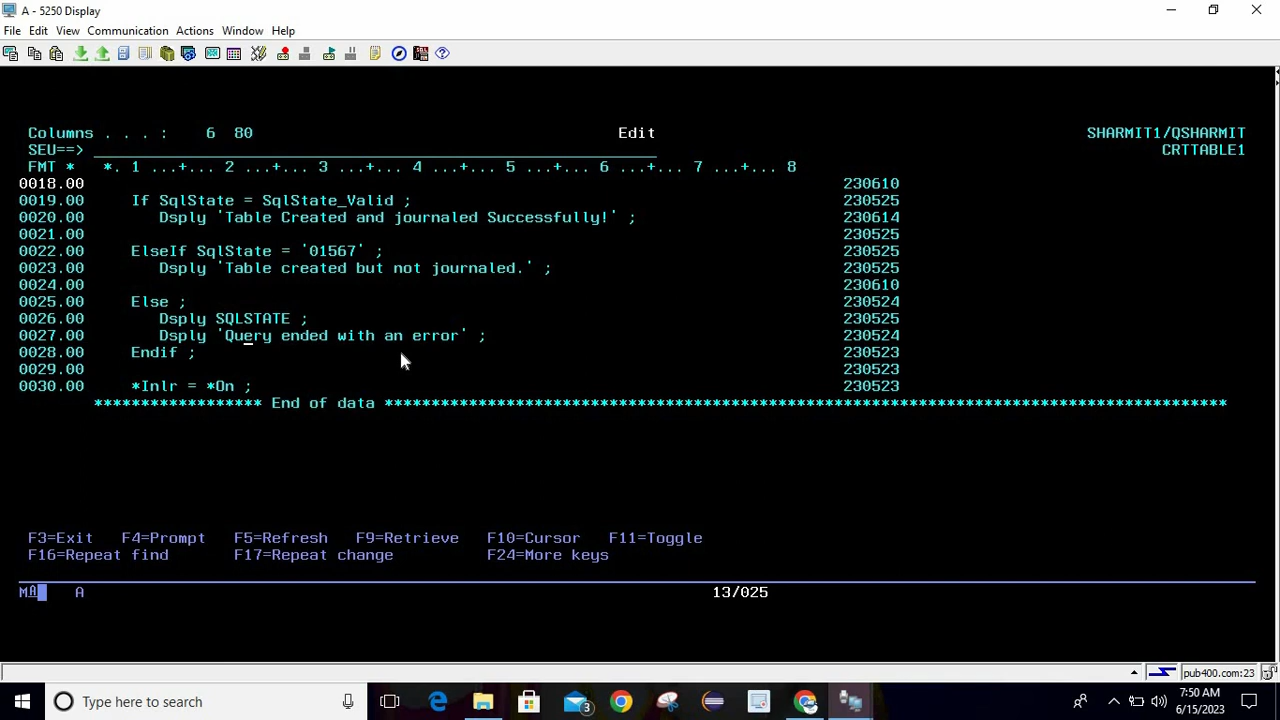 A - 5250 Display
File Edit View Communication Actions Window Help
Columns . . . : 6 80 Edit SHARMIT1/QSHARMIT
SEU==> CRTTABLE1
FMT * *. 1 ...+... 2 ...+... 3 ...+... 4 ...+... 5 ...+... 6 ...+... 7 ...+... 8
0018.00 230610
0019.00 If SqlState = SqlState_Valid ; 230525
0020.00 Dsply 'Table Created and journaled Successfully!' ; 230614
0021.00 230525
0022.00 ElseIf SqlState = '01567' ; 230525
0023.00 Dsply 'Table created but not journaled.' ; 230525
0024.00 230610
0025.00 Else ; 230524
0026.00 Dsply SQLSTATE ; 230525
0027.00 Dsply 'Query ended with an error' ; 230524
0028.00 Endif ; 230523
0029.00 230523
0030.00 *Inlr = *On ; 230523
****************** End of data ******************************************************************************************
F3=Exit F4=Prompt F5=Refresh F9=Retrieve F10=Cursor F11=Toggle
F16=Repeat find F17=Repeat change F24=More keys
MA A 13/025
pub400.com:23
Type here to search 3 7:50 AM
6/15/2023